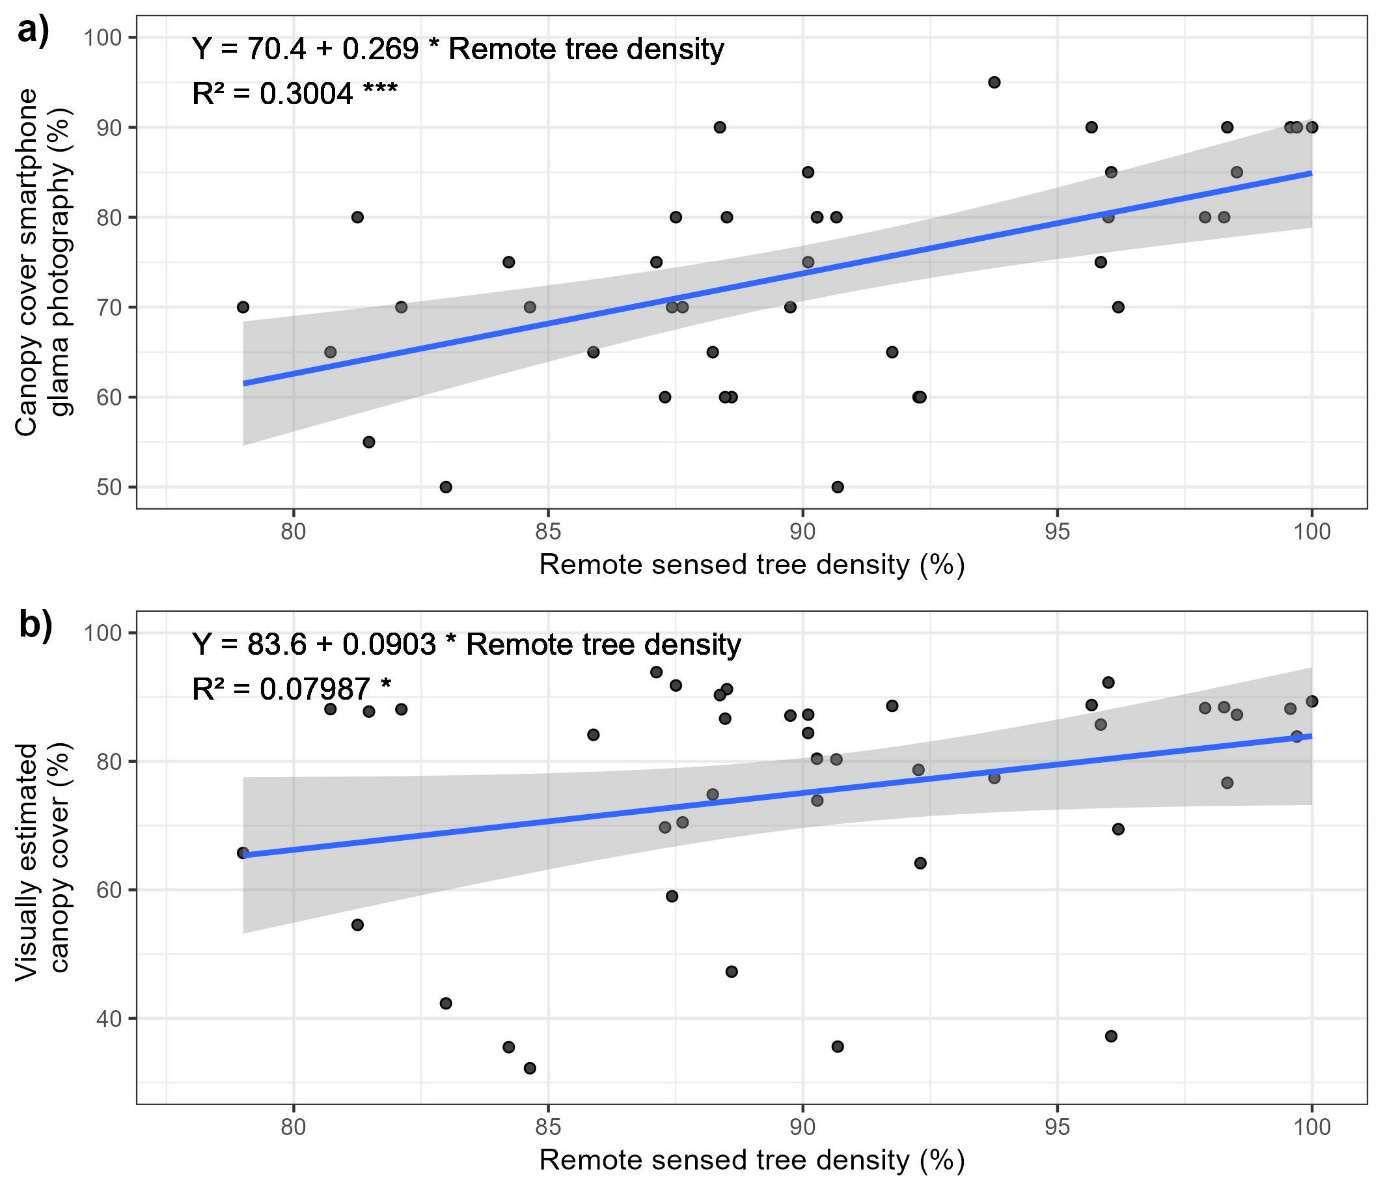 a)
Y = 70.4 + 0.269 * Remote tree density
R² = 0.3004 ***
Canopy cover smartphone
glama photography (%)
100
90
80
70
60
50
80 85 90 95 100
Remote sensed tree density (%)
b)
Y = 83.6 + 0.0903 * Remote tree density
R² = 0.07987 *
Visually estimated
canopy cover (%)
100
80
60
40
80 85 90 95 100
Remote sensed tree density (%)